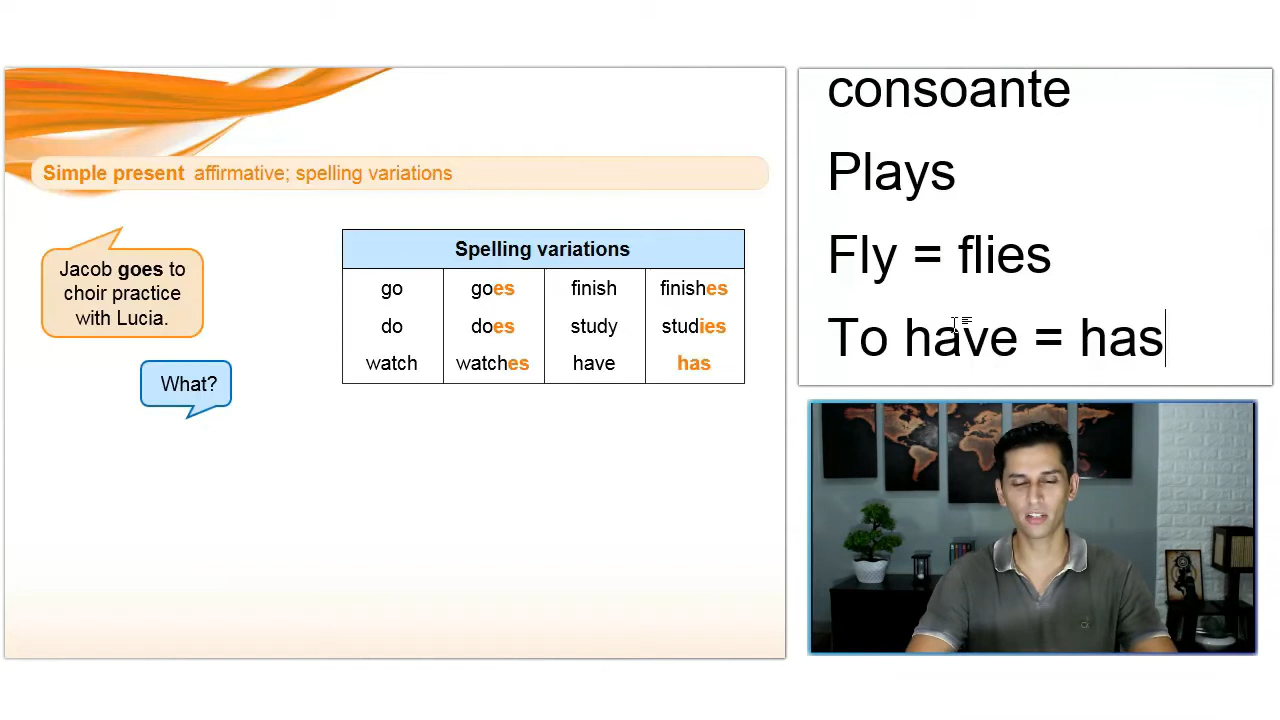 Simple present affirmative; spelling variations
Jacob goes to
choir practice
with Lucia.
What?
Spelling variations
go goes finish finishes
do does study studies
watch watches have has
consoante
Plays
Fly = flies
To have = has